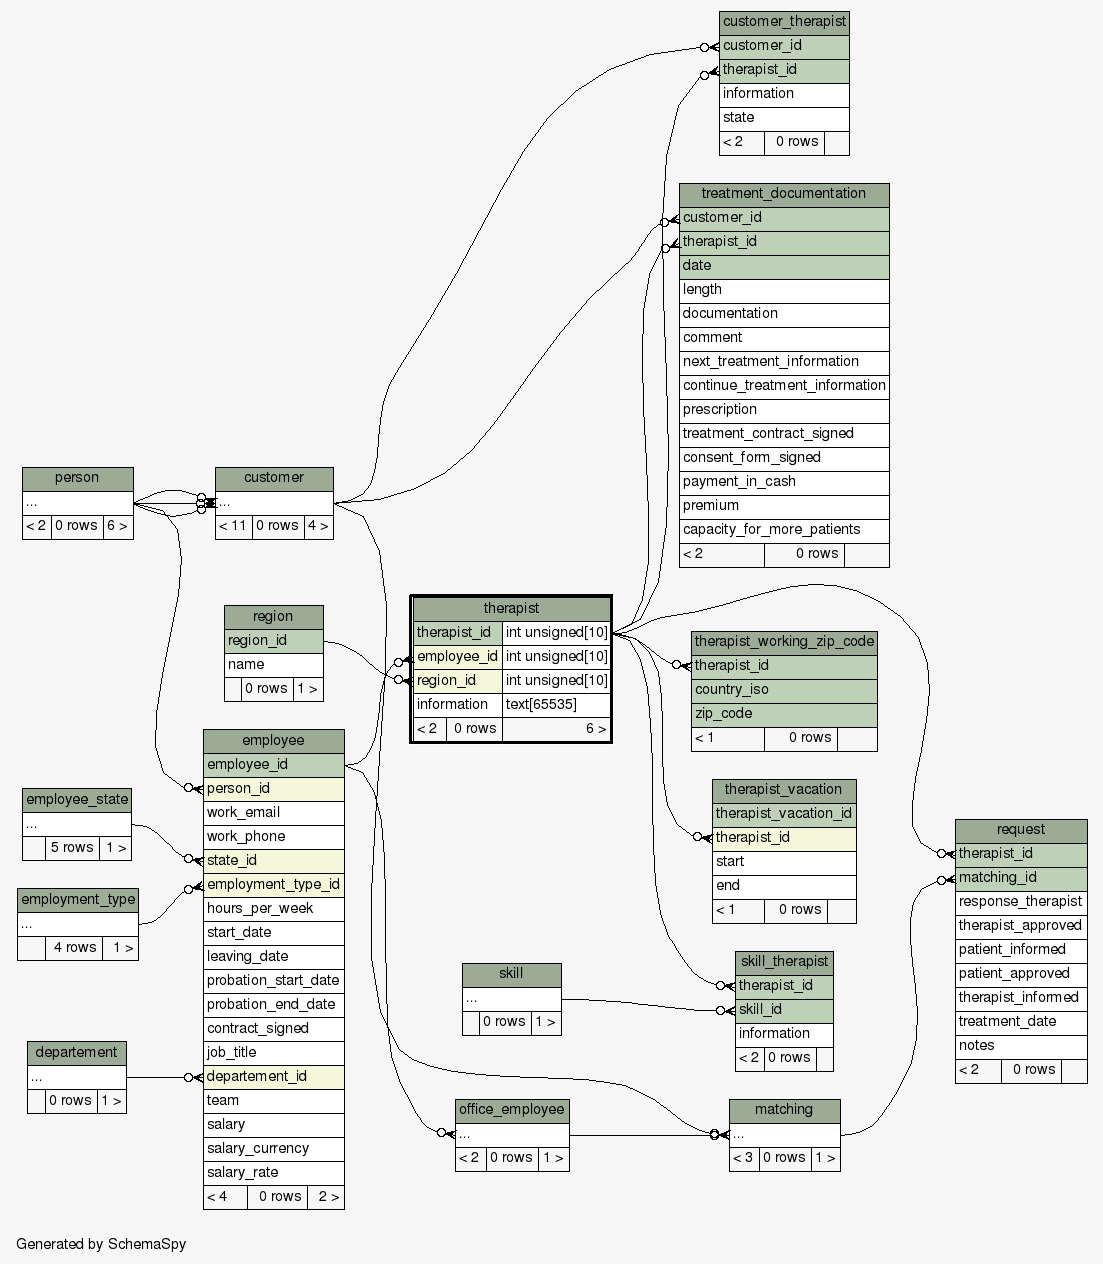 customer_therapist
customer_id
therapist_id
information
state
< 2 0 rows
treatment_documentation
customer_id
therapist_id
date
length
documentation
comment
next_treatment_information
continue_treatment_information
prescription
treatment_contract_signed
consent_form_signed
payment_in_cash
premium
capacity_for_more_patients
< 2 0 rows
person
...
< 2 0 rows 6 >
customer
...
< 11 0 rows 4 >
region
region_id
name
0 rows 1 >
therapist
therapist_id int unsigned[10]
employee_id int unsigned[10]
region_id int unsigned[10]
information text[65535]
< 2 0 rows 6 >
therapist_working_zip_code
therapist_id
country_iso
zip_code
< 1 0 rows
employee
employee_id
person_id
work_email
work_phone
state_id
employment_type_id
hours_per_week
start_date
leaving_date
probation_start_date
probation_end_date
contract_signed
job_title
departement_id
team
salary
salary_currency
salary_rate
< 4 0 rows 2 >
employee_state
...
5 rows 1 >
employment_type
...
4 rows 1 >
departement
...
0 rows 1 >
therapist_vacation
therapist_vacation_id
therapist_id
start
end
< 1 0 rows
request
therapist_id
matching_id
response_therapist
therapist_approved
patient_informed
patient_approved
therapist_informed
treatment_date
notes
< 2 0 rows
skill
...
0 rows 1 >
skill_therapist
therapist_id
skill_id
information
< 2 0 rows
office_employee
...
< 2 0 rows 1 >
matching
...
< 3 0 rows 1 >
Generated by SchemaSpy